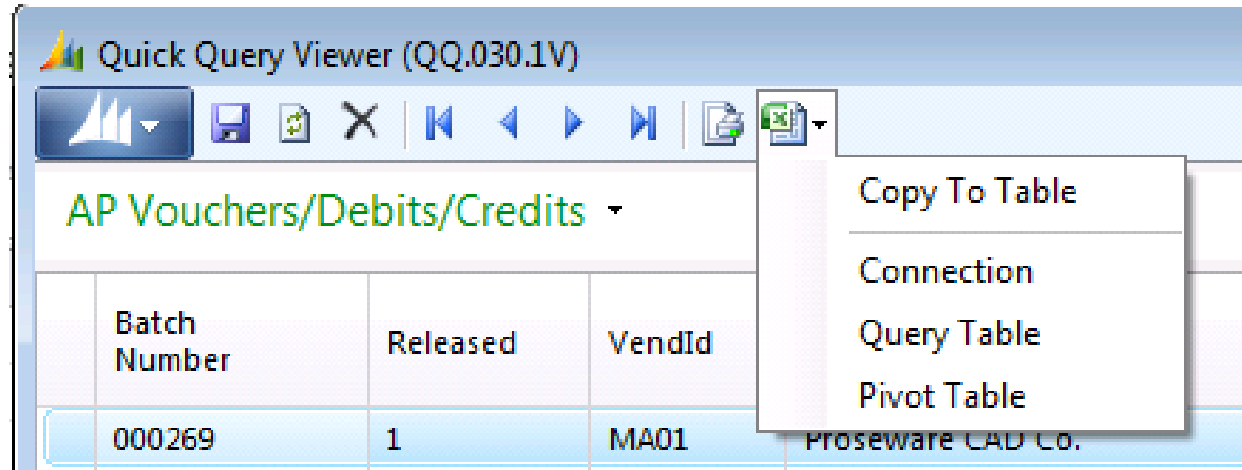 Quick Query Viewer (QQ.030.1V)
AP Vouchers/Debits/Credits
Copy To Table
Connection
Query Table
Pivot Table
Batch
Number
Released
VendId
000269
1
MA01
Proseware CAD Co.